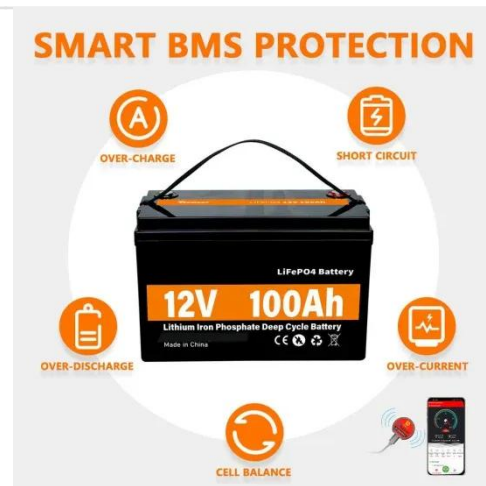 SMART BMS PROTECTION
OVER-CHARGE
SHORT CIRCUIT
LiFePO4 Battery
12V 100Ah
Lithium Iron Phosphate Deep Cycle Battery
Made in China
CE
OVER-DISCHARGE
OVER-CURRENT
CELL BALANCE